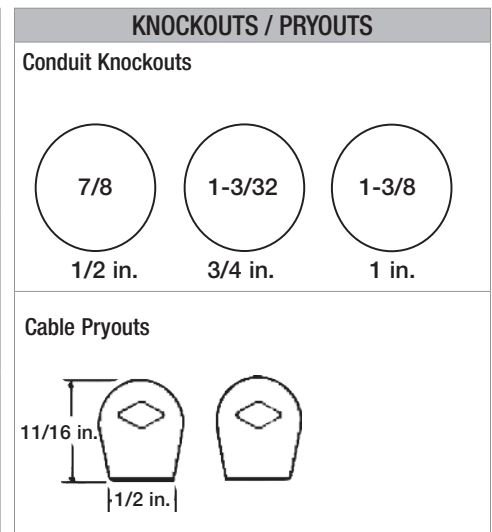 KNOCKOUTS / PRYOUTS
Conduit Knockouts
7/8 1-3/32 1-3/8
1/2 in. 3/4 in. 1 in.
Cable Pryouts
11/16 in.
1/2 in.